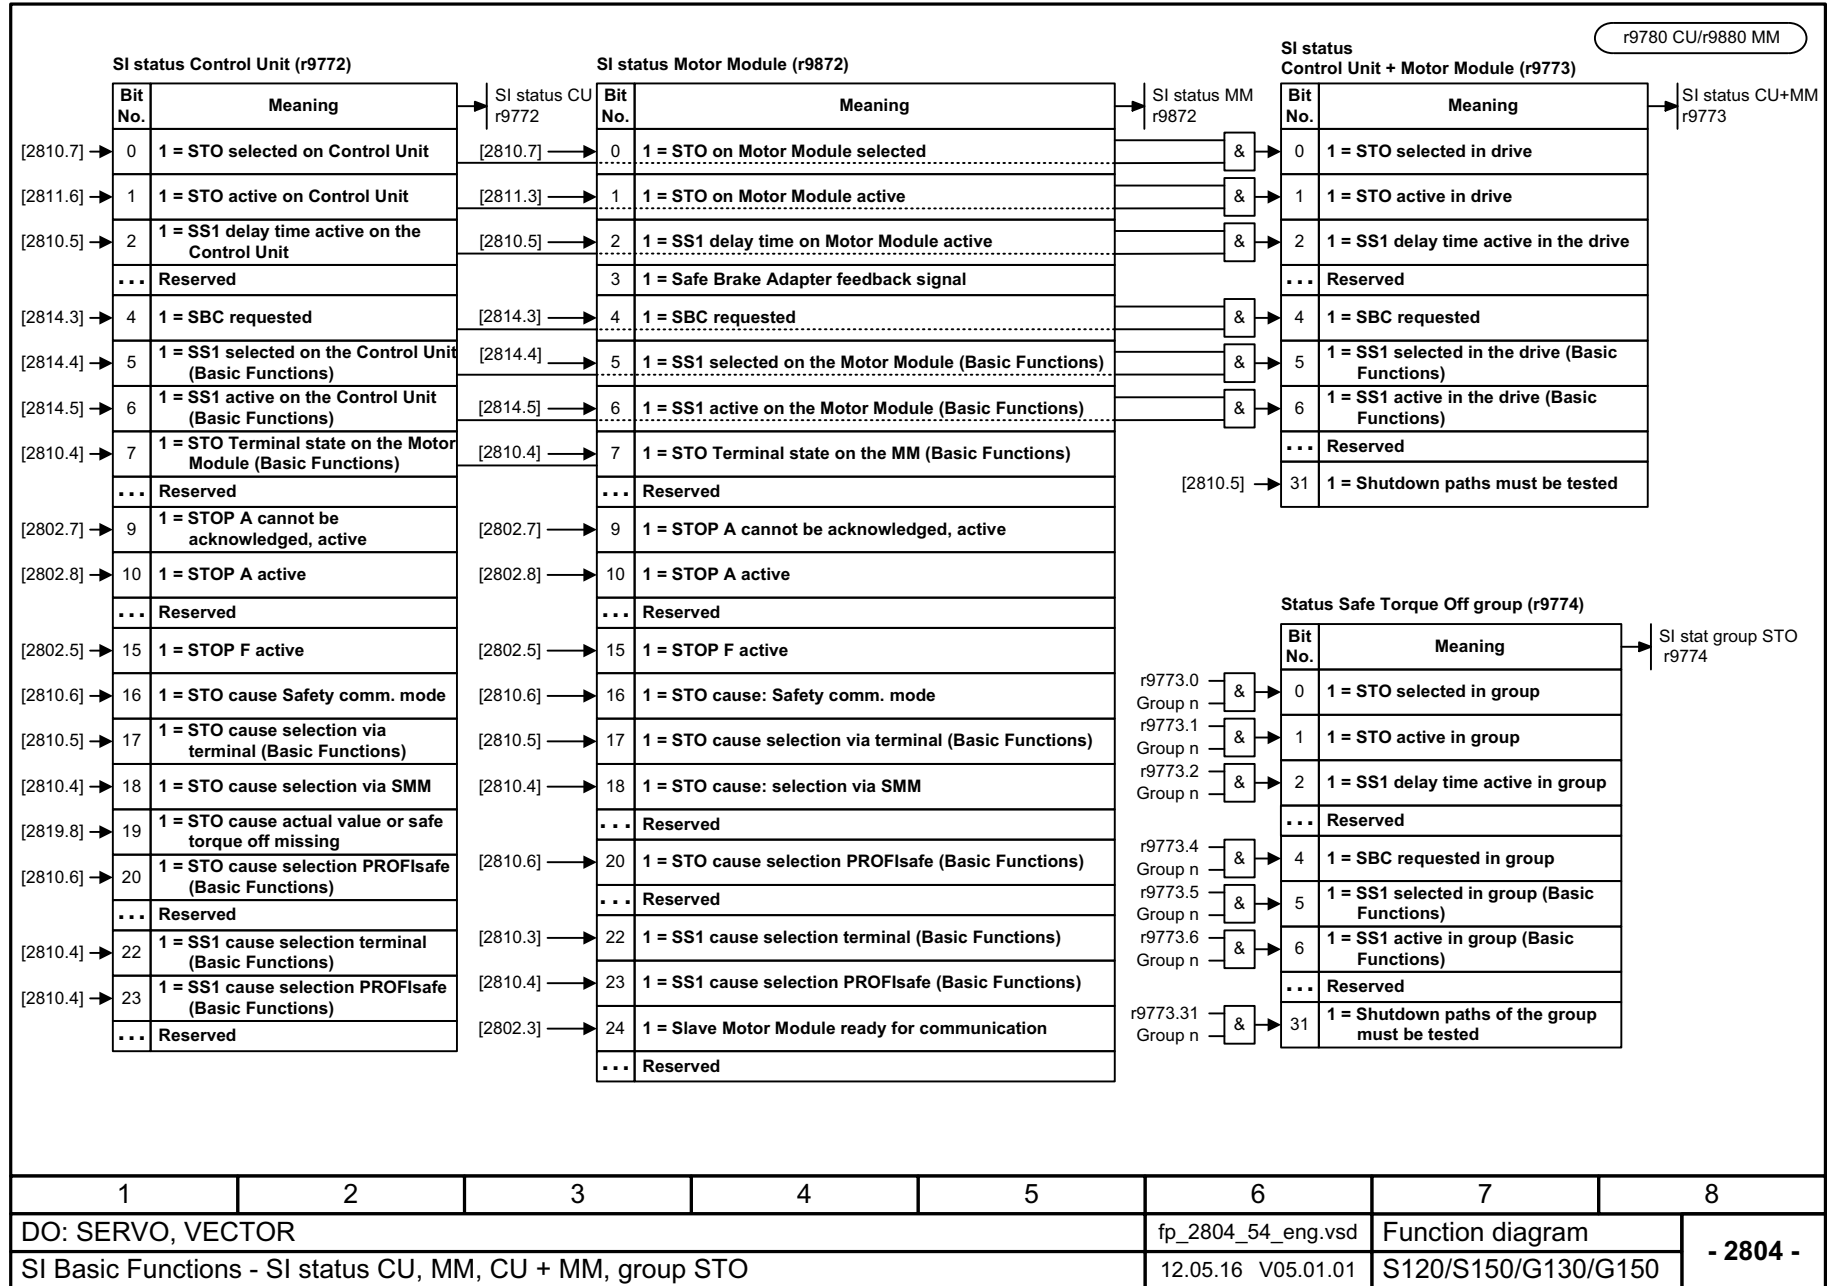 r9780 CU/r9880 MM
SI status Control Unit (r9772)
Bit No.
Meaning
SI status CU
r9772
[2810.7] 0 1 = STO selected on Control Unit
[2811.6] 1 1 = STO active on Control Unit
[2810.5] 2 1 = SS1 delay time active on the
Control Unit
... Reserved
[2814.3] 4 1 = SBC requested
[2814.4] 5 1 = SS1 selected on the Control Unit
(Basic Functions)
[2814.5] 6 1 = SS1 active on the Control Unit
(Basic Functions)
[2810.4] 7 1 = STO Terminal state on the Motor
Module (Basic Functions)
... Reserved
[2802.7] 9 1 = STOP A cannot be
acknowledged, active
[2802.8] 10 1 = STOP A active
... Reserved
[2802.5] 15 1 = STOP F active
[2810.6] 16 1 = STO cause Safety comm. mode
[2810.5] 17 1 = STO cause selection via
terminal (Basic Functions)
[2810.4] 18 1 = STO cause selection via SMM
[2819.8] 19 1 = STO cause actual value or safe
torque off missing
[2810.6] 20 1 = STO cause selection PROFIsafe
(Basic Functions)
... Reserved
[2810.4] 22 1 = SS1 cause selection terminal
(Basic Functions)
[2810.4] 23 1 = SS1 cause selection PROFIsafe
(Basic Functions)
... Reserved
SI status Motor Module (r9872)
Bit No.
Meaning
SI status MM
r9872
[2810.7] 0 1 = STO on Motor Module selected
[2811.3] 1 1 = STO on Motor Module active
[2810.5] 2 1 = SS1 delay time on Motor Module active
3 1 = Safe Brake Adapter feedback signal
[2814.3] 4 1 = SBC requested
[2814.4] 5 1 = SS1 selected on the Motor Module (Basic Functions)
[2814.5] 6 1 = SS1 active on the Motor Module (Basic Functions)
[2810.4] 7 1 = STO Terminal state on the MM (Basic Functions)
... Reserved
[2802.7] 9 1 = STOP A cannot be acknowledged, active
[2802.8] 10 1 = STOP A active
... Reserved
[2802.5] 15 1 = STOP F active
[2810.6] 16 1 = STO cause: Safety comm. mode
[2810.5] 17 1 = STO cause selection via terminal (Basic Functions)
[2810.4] 18 1 = STO cause: selection via SMM
... Reserved
[2810.6] 20 1 = STO cause selection PROFIsafe (Basic Functions)
... Reserved
[2810.3] 22 1 = SS1 cause selection terminal (Basic Functions)
[2810.4] 23 1 = SS1 cause selection PROFIsafe (Basic Functions)
[2802.3] 24 1 = Slave Motor Module ready for communication
... Reserved
SI status
Control Unit + Motor Module (r9773)
Bit No.
Meaning
SI status CU+MM
r9773
& 0 1 = STO selected in drive
& 1 1 = STO active in drive
& 2 1 = SS1 delay time active in the drive
... Reserved
& 4 1 = SBC requested
& 5 1 = SS1 selected in the drive (Basic
Functions)
& 6 1 = SS1 active in the drive (Basic
Functions)
... Reserved
[2810.5] 31 1 = Shutdown paths must be tested
Status Safe Torque Off group (r9774)
Bit No.
Meaning
SI stat group STO
r9774
r9773.0
Group n
& 0 1 = STO selected in group
r9773.1
Group n
& 1 1 = STO active in group
r9773.2
Group n
& 2 1 = SS1 delay time active in group
... Reserved
r9773.4
Group n
& 4 1 = SBC requested in group
r9773.5
Group n
& 5 1 = SS1 selected in group (Basic
Functions)
r9773.6
Group n
& 6 1 = SS1 active in group (Basic
Functions)
... Reserved
r9773.31
Group n
& 31 1 = Shutdown paths of the group
must be tested
1 2 3 4 5 6 7 8
DO: SERVO, VECTOR
fp_2804_54_eng.vsd
Function diagram
- 2804 -
SI Basic Functions - SI status CU, MM, CU + MM, group STO
12.05.16 V05.01.01
S120/S150/G130/G150